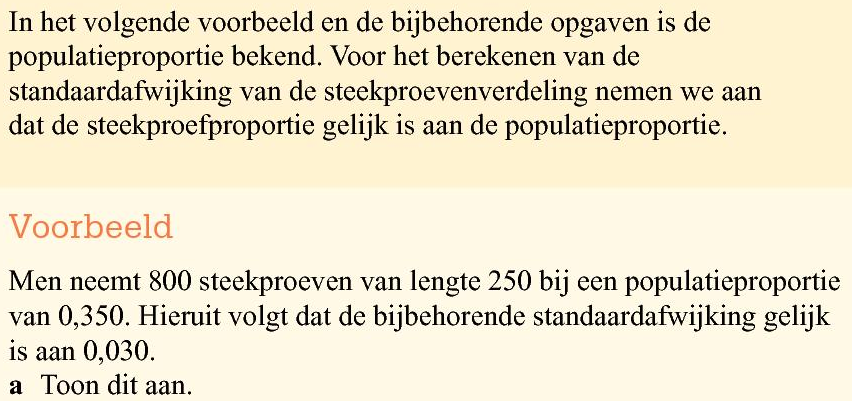 In het volgende voorbeeld en de bijbehorende opgaven is de
populatieproportie bekend. Voor het berekenen van de
standaardafwijking van de steekproevenverdeling nemen we aan
dat de steekproefproportie gelijk is aan de populatieproportie.
Voorbeeld
Men neemt 800 steekproeven van lengte 250 bij een populatieproportie
van 0,350. Hieruit volgt dat de bijbehorende standaardafwijking gelijk
is aan 0,030.
a Toon dit aan.